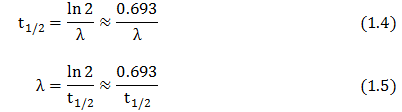 t₁/₂ = ln 2 / λ ≈ 0.693 / λ (1.4)
λ = ln 2 / t₁/₂ ≈ 0.693 / t₁/₂ (1.5)